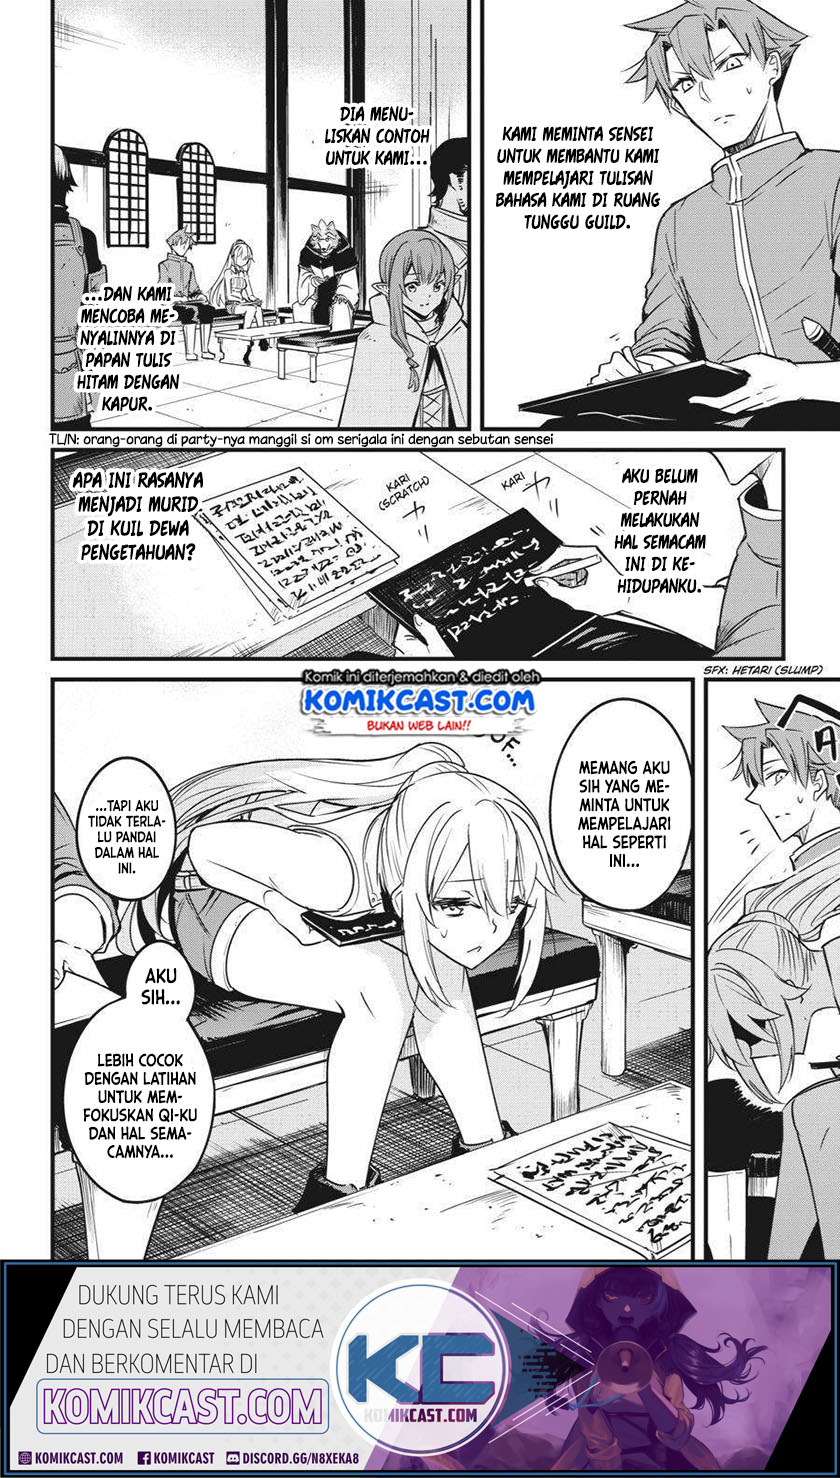 KAMI MEMINTA SENSEI
UNTUK MEMBANTU KAMI
MEMPELAJARI TULISAN
BAHASA KAMI DI RUANG
TUNGGU GUILD.
DIA MENU-
LISKAN CONTOH
UNTUK KAMI...
...DAN KAMI
MENCOBA ME-
NYALINNYA DI
PAPAN TULIS
HITAM DENGAN
KAPUR.
TL/N: orang-orang di party-nya manggil si om serigala ini dengan sebutan sensei
AKU BELUM
PERNAH
MELAKUKAN
HAL SEMACAM
INI DI KE-
HIDUPANKU.
KARI
KARI
(SCRATCH)
APA INI RASANYA
MENJADI MURID
DI KUIL DEWA
PENGETAHUAN?
SFX: HETARI (SLUMP)
Komik ini diterjemahkan & diedit oleh
KOMIKCAST.COM
BUKAN WEB LAIN!!
MEMANG AKU
SIH YANG ME-
MINTA UNTUK
MEMPELAJARI
HAL SEPERTI
INI...
...TAPI AKU
TIDAK TERLA-
LU PANDAI
DALAM HAL
INI.
AKU
SIH...
LEBIH COCOK
DENGAN LATIHAN
UNTUK MEM-
FOKUSKAN QI-KU
DAN HAL SEMA-
CAMNYA...
DUKUNG TERUS KAMI
DENGAN SELALU MEMBACA
DAN BERKOMENTAR DI
KOMIKCAST.COM
KC
KOMIKCAST.COM
KOMIKCAST.COM
KOMIKCAST
DISCORD.GG/N8XEKA8